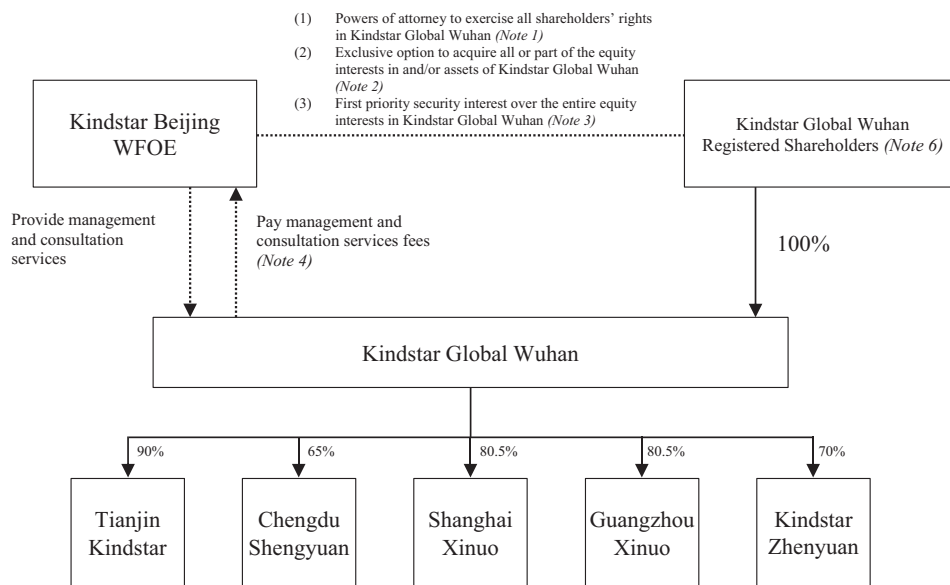 (1) Powers of attorney to exercise all shareholders’ rights
in Kindstar Global Wuhan (Note 1)
(2) Exclusive option to acquire all or part of the equity
interests in and/or assets of Kindstar Global Wuhan
(Note 2)
(3) First priority security interest over the entire equity
interests in Kindstar Global Wuhan (Note 3)
Kindstar Beijing
WFOE
Kindstar Global Wuhan
Registered Shareholders (Note 6)
Provide management
and consultation
services
Pay management and
consultation services fees
(Note 4)
100%
Kindstar Global Wuhan
90%
65%
80.5%
80.5%
70%
Tianjin
Kindstar
Chengdu
Shengyuan
Shanghai
Xinuo
Guangzhou
Xinuo
Kindstar
Zhenyuan